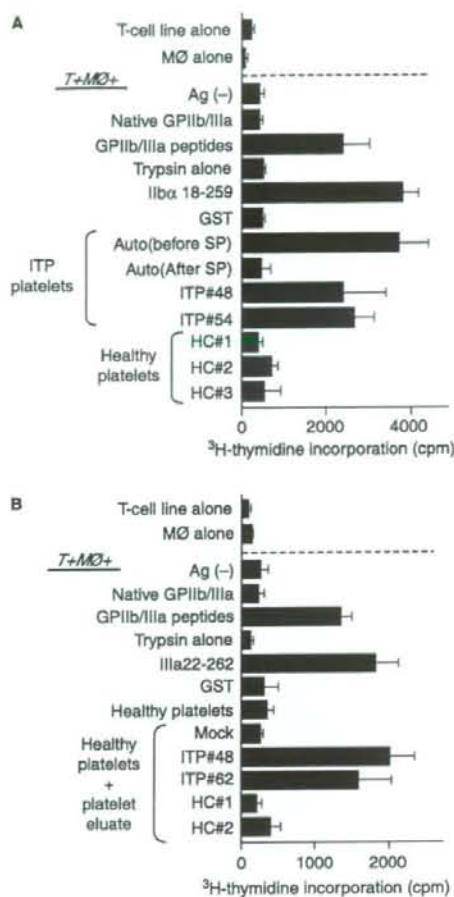 A
T-cell line alone
MØ alone
T+MØ+
Ag (–)
Native GPIIb/IIIa
GPIIb/IIIa peptides
Trypsin alone
IIbα 18-259
GST
Auto(before SP)
Auto(After SP)
ITP#48
ITP#54
ITP
platelets
HC#1
HC#2
HC#3
Healthy
platelets
0 2000 4000
³H-thymidine incorporation (cpm)
B
T-cell line alone
MØ alone
T+MØ+
Ag (–)
Native GPIIb/IIIa
GPIIb/IIIa peptides
Trypsin alone
IIIa22-262
GST
Healthy platelets
Mock
ITP#48
ITP#62
HC#1
HC#2
Healthy
platelets
+
platelet
eluate
0 1000 2000
³H-thymidine incorporation (cpm)